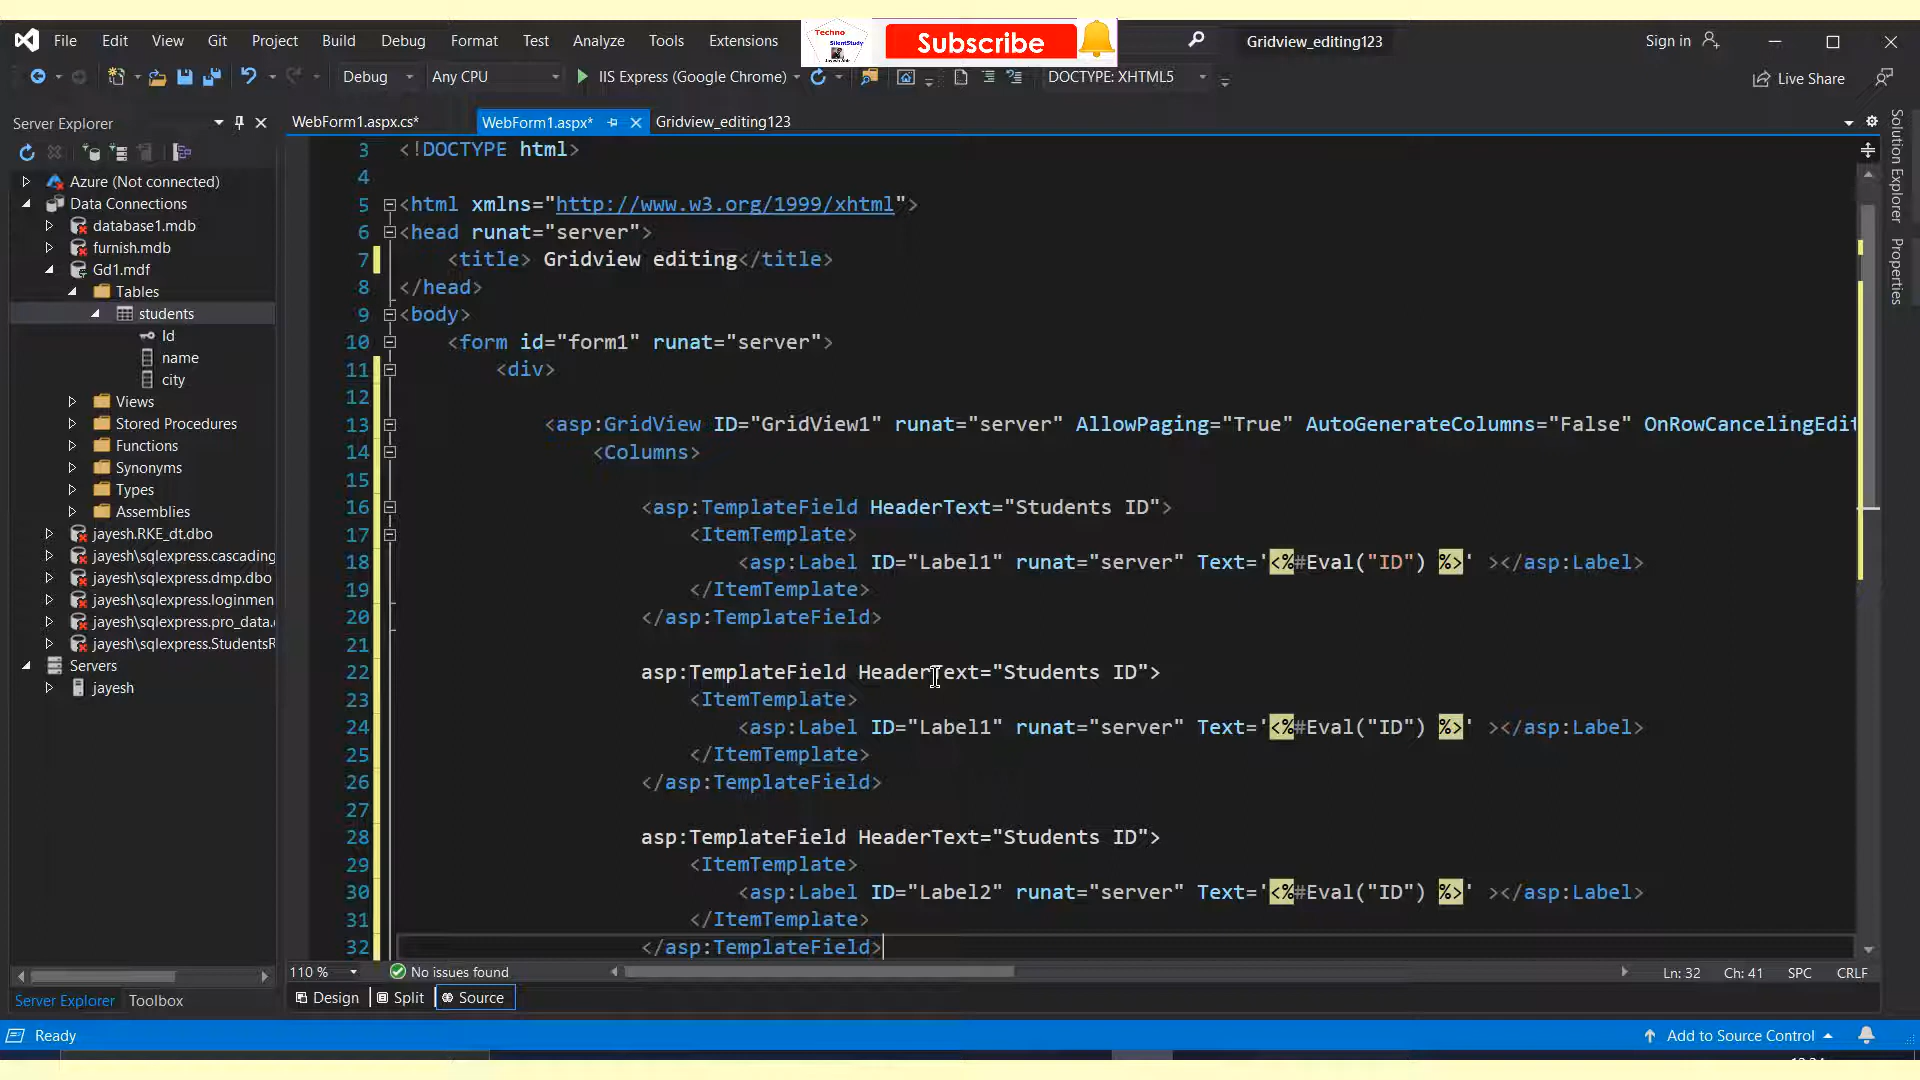 Techno
SilentStudy
Subscribe
File Edit View Git Project Build Debug Format Test Analyze Tools Extensions
Gridview_editing123
Sign in
Debug Any CPU IIS Express (Google Chrome) DOCTYPE: XHTML5
Live Share
Server Explorer
WebForm1.aspx.cs* WebForm1.aspx* Gridview_editing123
Azure (Not connected)
Data Connections
database1.mdb
furnish.mdb
Gd1.mdf
Tables
students
Id
name
city
Views
Stored Procedures
Functions
Synonyms
Types
Assemblies
jayesh.RKE_dt.dbo
jayesh\sqlexpress.cascading
jayesh\sqlexpress.dmp.dbo
jayesh\sqlexpress.loginmen
jayesh\sqlexpress.pro_data.
jayesh\sqlexpress.StudentsR
Servers
jayesh
3 <!DOCTYPE html>
4
5 <html xmlns="http://www.w3.org/1999/xhtml">
6 <head runat="server">
7 <title> Gridview editing</title>
8 </head>
9 <body>
10 <form id="form1" runat="server">
11 <div>
12
13 <asp:GridView ID="GridView1" runat="server" AllowPaging="True" AutoGenerateColumns="False" OnRowCancelingEdit
14 <Columns>
15
16 <asp:TemplateField HeaderText="Students ID">
17 <ItemTemplate>
18 <asp:Label ID="Label1" runat="server" Text='<%#Eval("ID") %>' ></asp:Label>
19 </ItemTemplate>
20 </asp:TemplateField>
21
22 asp:TemplateField HeaderText="Students ID">
23 <ItemTemplate>
24 <asp:Label ID="Label1" runat="server" Text='<%#Eval("ID") %>' ></asp:Label>
25 </ItemTemplate>
26 </asp:TemplateField>
27
28 asp:TemplateField HeaderText="Students ID">
29 <ItemTemplate>
30 <asp:Label ID="Label2" runat="server" Text='<%#Eval("ID") %>' ></asp:Label>
31 </ItemTemplate>
32 </asp:TemplateField>
Solution Explorer
Properties
110 % No issues found Ln: 32 Ch: 41 SPC CRLF
Server Explorer Toolbox
Design Split Source
Ready
Add to Source Control